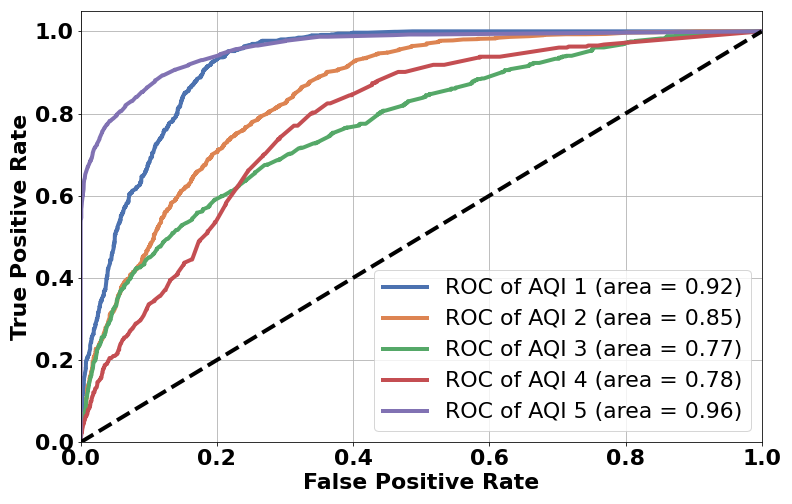 True Positive Rate
1.0
0.8
0.6
0.4
0.2
0.0
ROC of AQI 1 (area = 0.92)
ROC of AQI 2 (area = 0.85)
ROC of AQI 3 (area = 0.77)
ROC of AQI 4 (area = 0.78)
ROC of AQI 5 (area = 0.96)
0.0 0.2 0.4 0.6 0.8 1.0
False Positive Rate